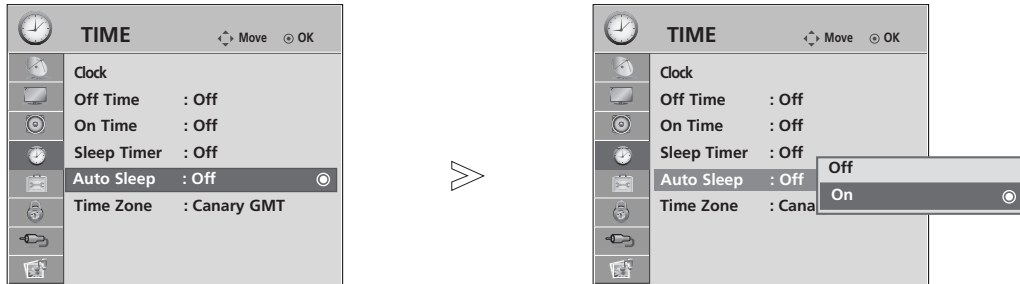 TIME Move OK
Clock
Off Time : Off
On Time : Off
Sleep Timer : Off
Auto Sleep : Off
Time Zone : Canary GMT
TIME Move OK
Clock
Off Time : Off
On Time : Off
Sleep Timer : Off
Auto Sleep : Off
Time Zone : Cana
Off
On